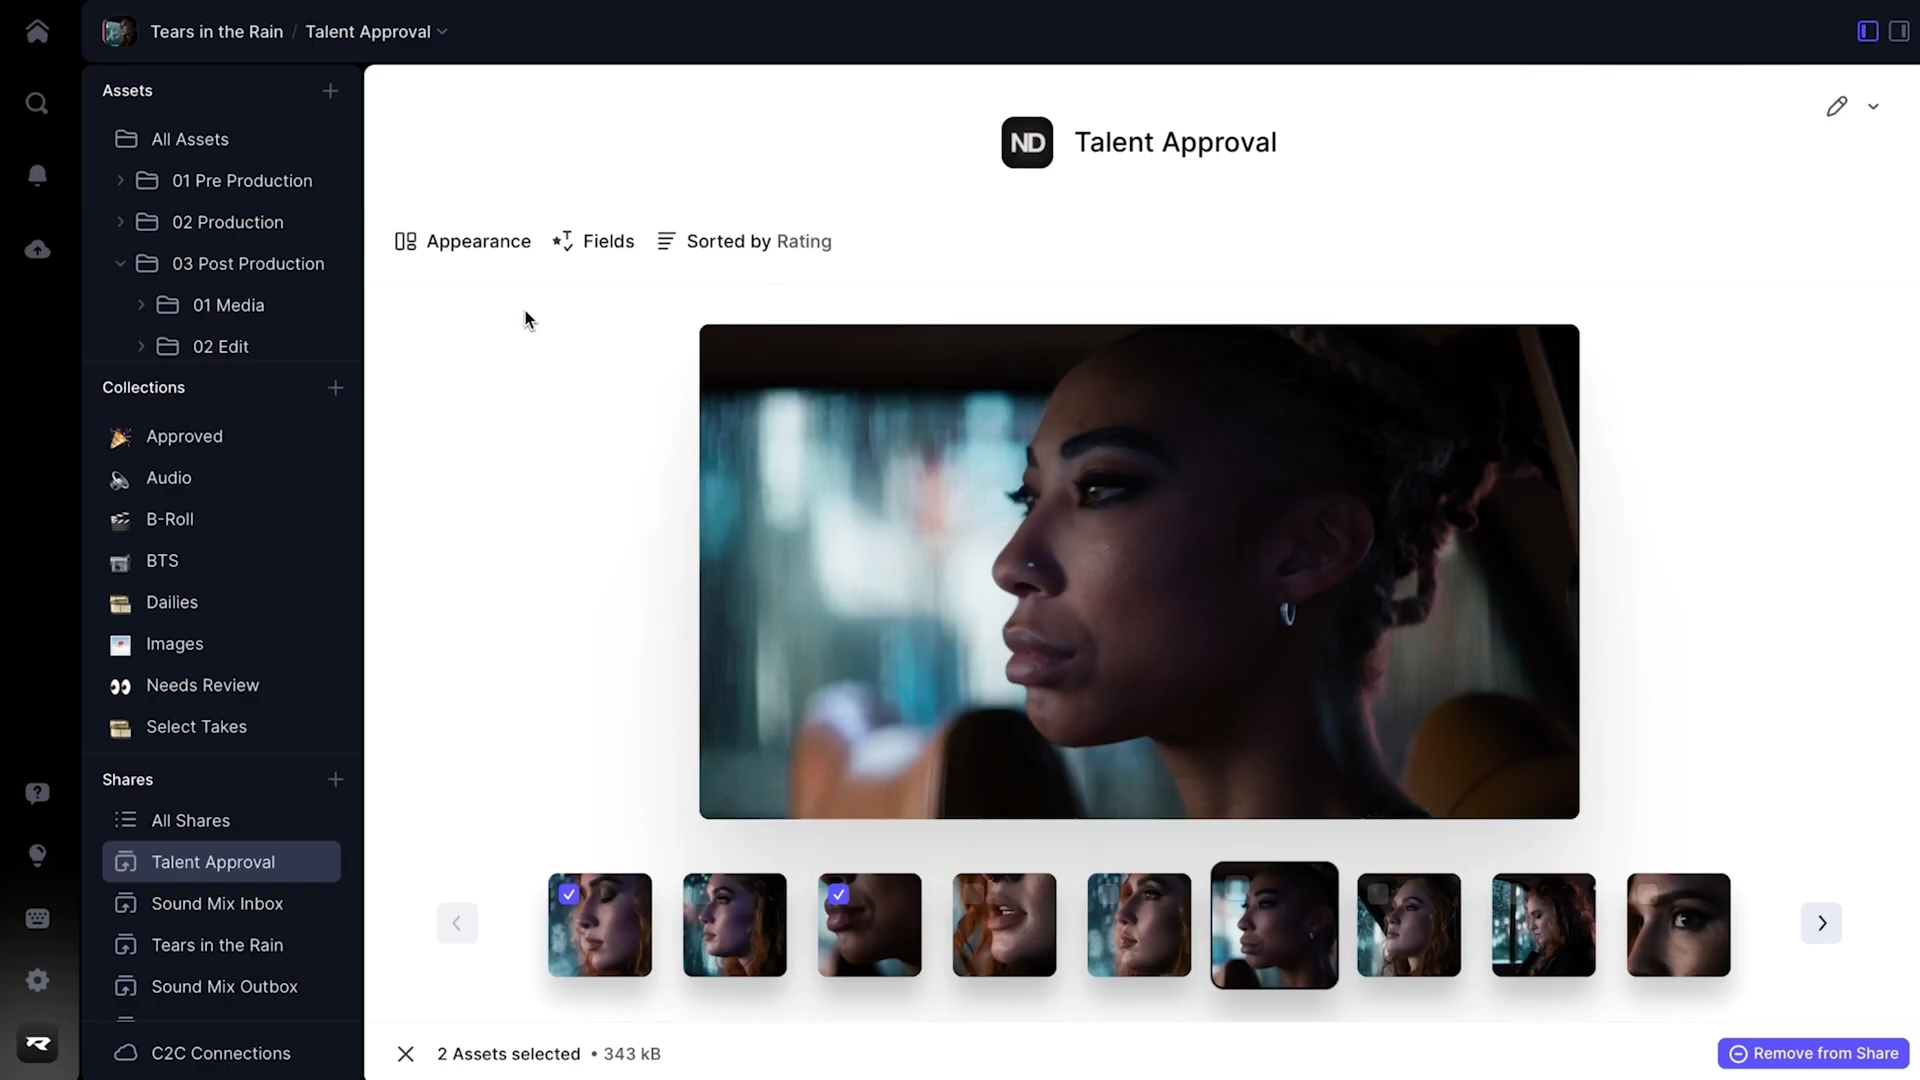 Tears in the Rain / Talent Approval
Assets
All Assets
01 Pre Production
02 Production
03 Post Production
01 Media
02 Edit
Collections
Approved
Audio
B-Roll
BTS
Dailies
Images
Needs Review
Select Takes
Shares
All Shares
Talent Approval
Sound Mix Inbox
Tears in the Rain
Sound Mix Outbox
C2C Connections
ND Talent Approval
Appearance Fields Sorted by Rating
2 Assets selected • 343 kB
Remove from Share